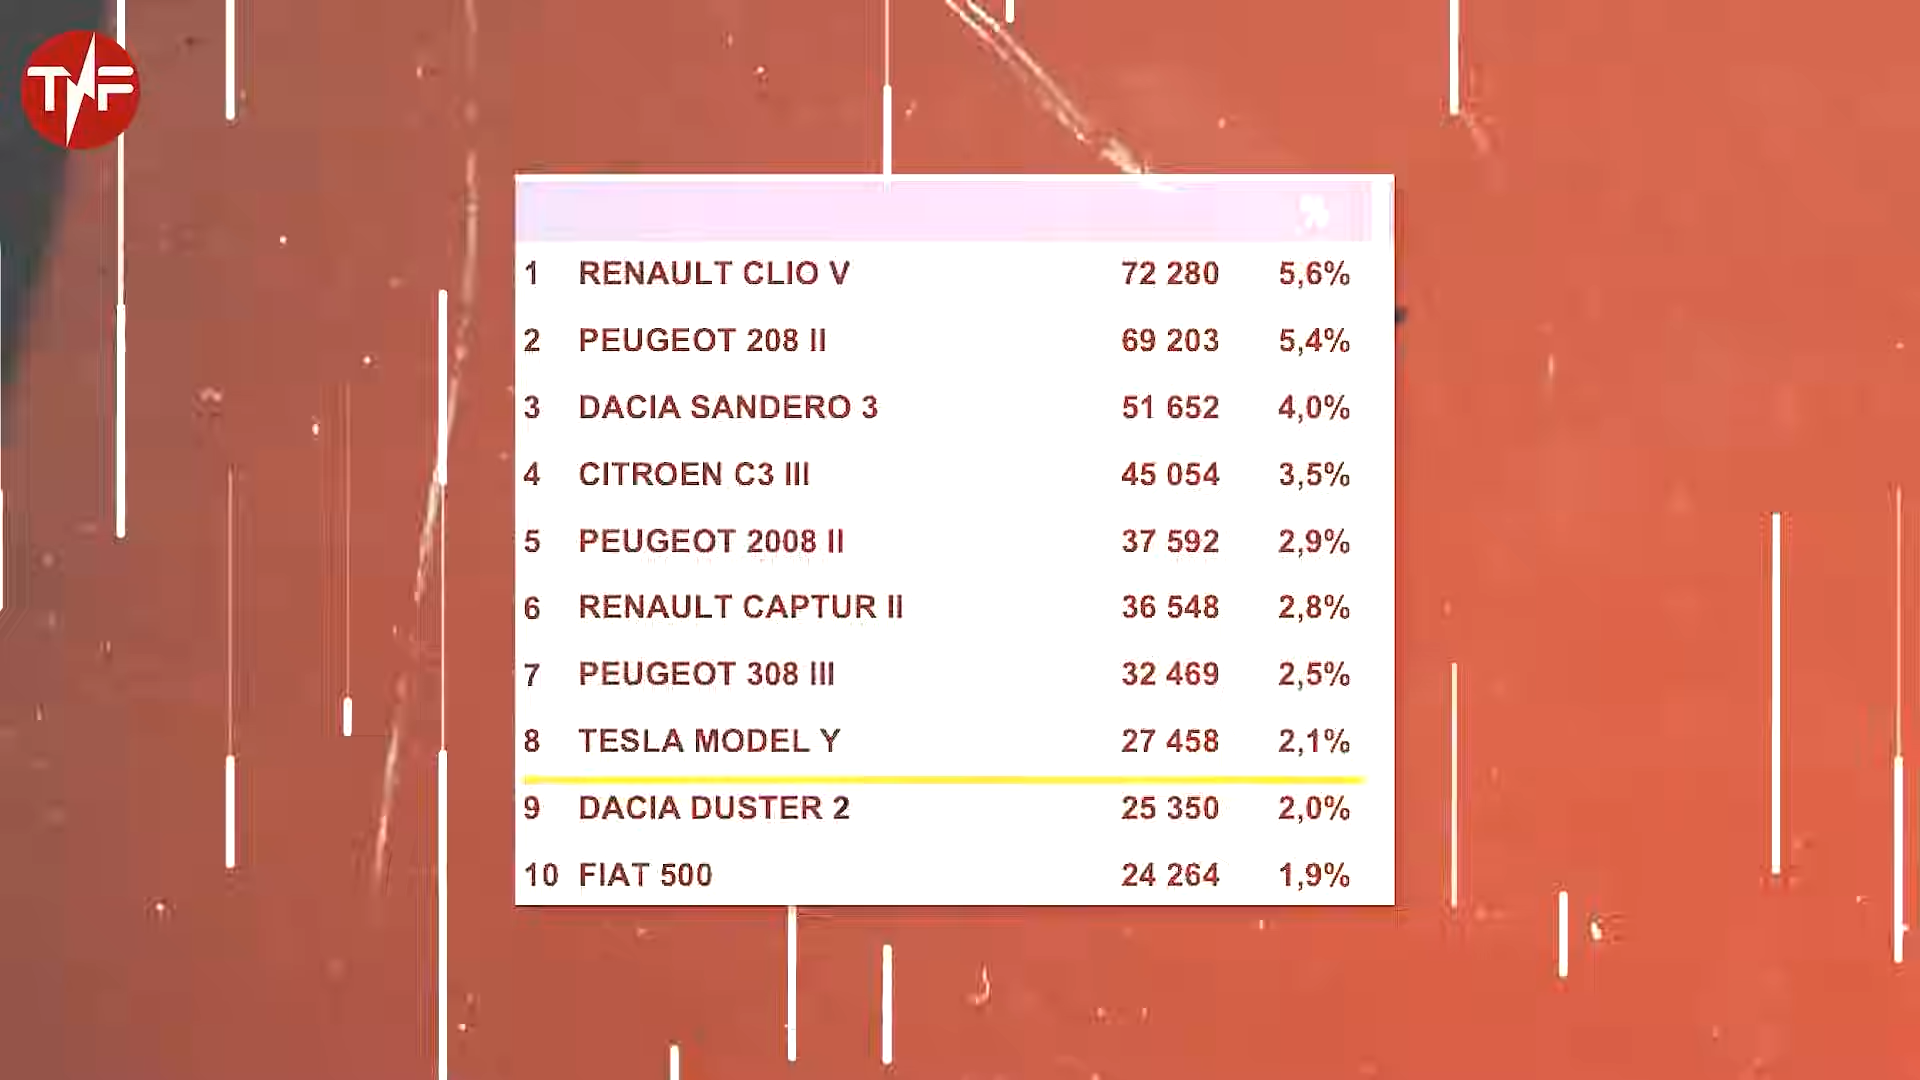 TNF
%
1 RENAULT CLIO V 72 280 5,6%
2 PEUGEOT 208 II 69 203 5,4%
3 DACIA SANDERO 3 51 652 4,0%
4 CITROEN C3 III 45 054 3,5%
5 PEUGEOT 2008 II 37 592 2,9%
6 RENAULT CAPTUR II 36 548 2,8%
7 PEUGEOT 308 III 32 469 2,5%
8 TESLA MODEL Y 27 458 2,1%
9 DACIA DUSTER 2 25 350 2,0%
10 FIAT 500 24 264 1,9%